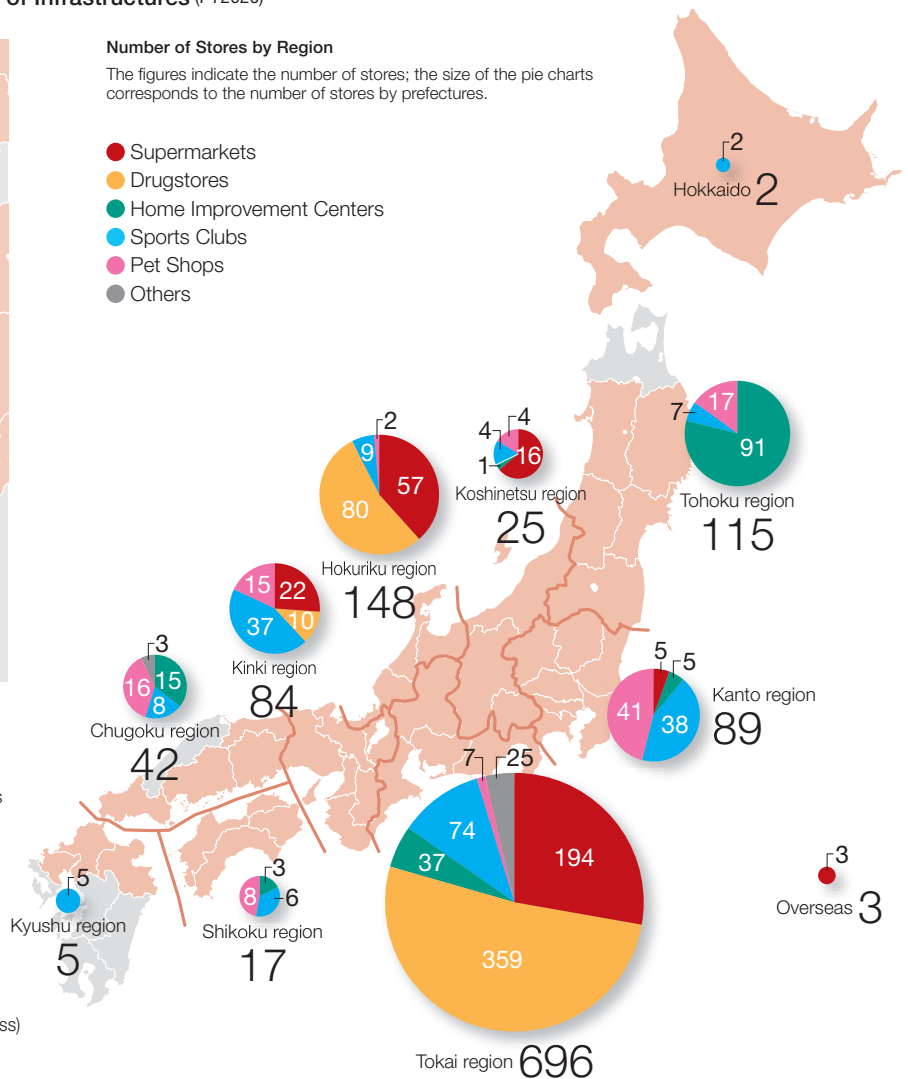 of Infrastructures
Number of Stores by Region
The figures indicate the number of stores; the size of the pie charts
corresponds to the number of stores by prefectures.
Supermarkets
Drugstores
Home Improvement Centers
Sports Clubs
Pet Shops
Others
2
Hokkaido 2
17
7
91
Tohoku region
115
4
4
16
1
Koshinetsu region
25
2
9
57
80
Hokuriku region
148
15
22
10
37
Kinki region
84
3
16
15
8
Chugoku region
42
5
5
41
38
Kanto region
89
7
25
74
194
37
359
Tokai region 696
3
Overseas 3
5
Kyushu region
5
3
8
6
Shikoku region
17
s
ss)